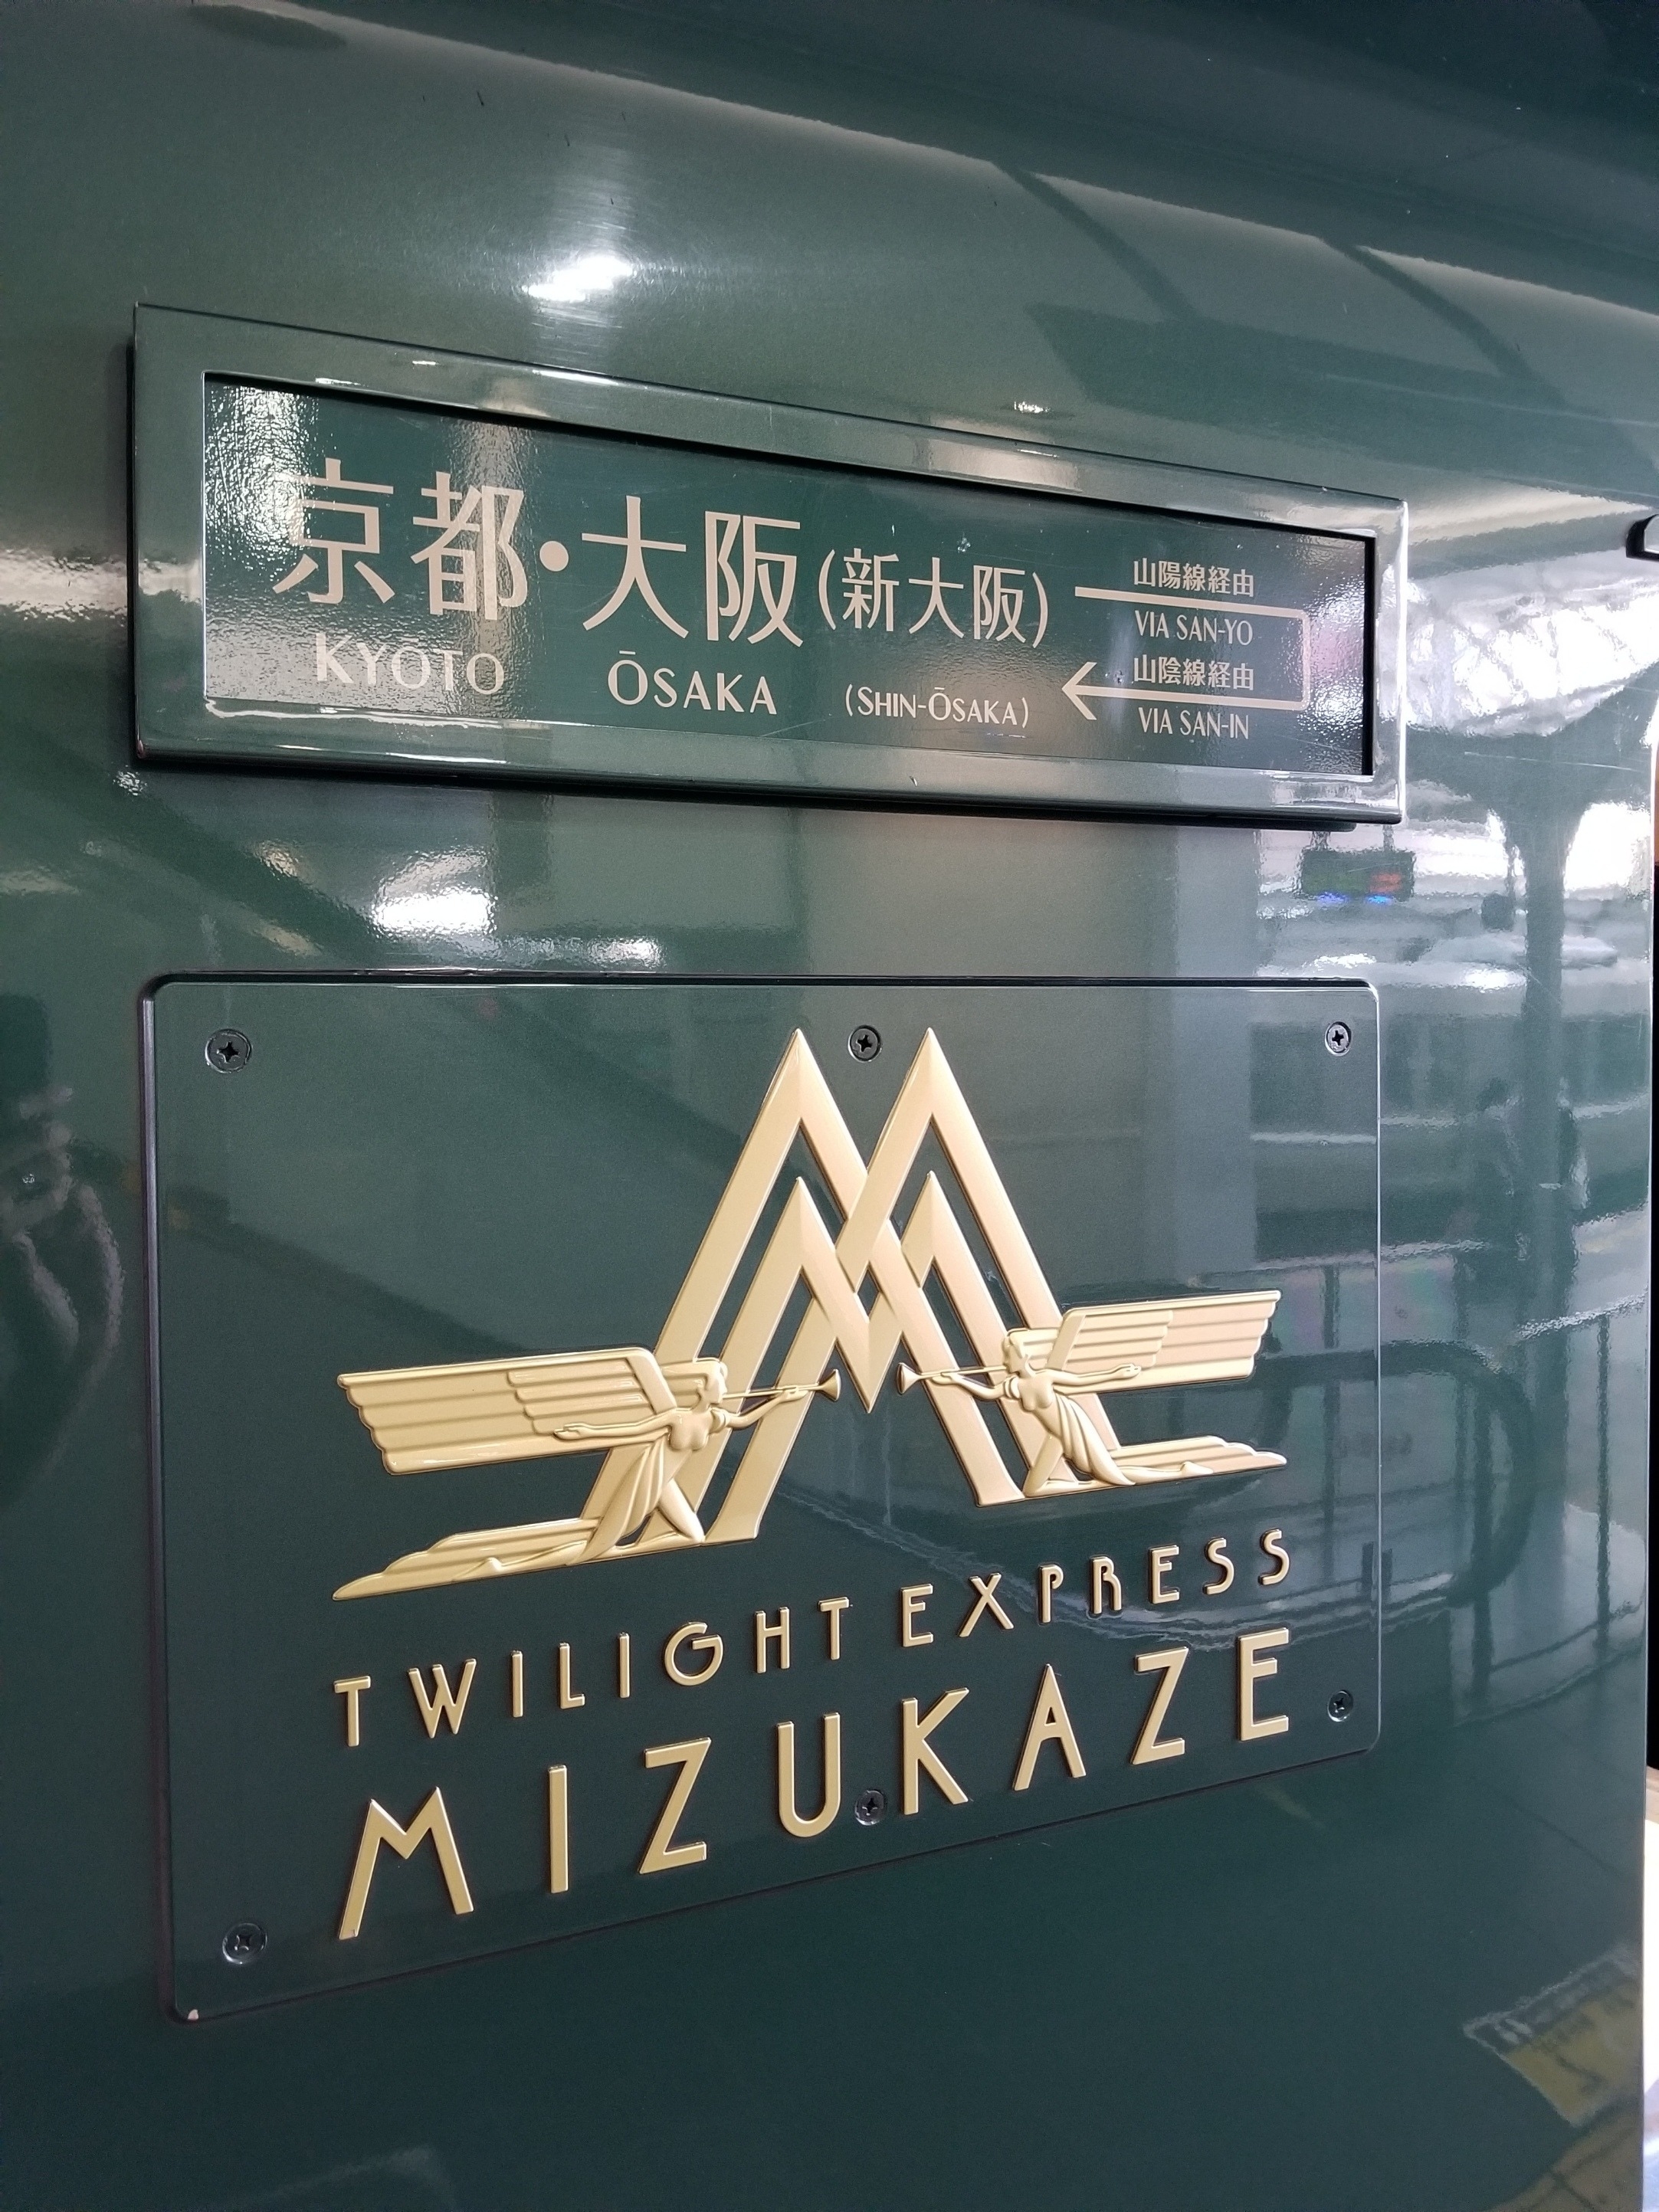 京都・大阪(新大阪)
KYŌTO ŌSAKA (SHIN-ŌSAKA)
山陽線経由
VIA SAN-YO
山陰線経由
VIA SAN-IN
TWILIGHT EXPRESS
MIZUKAZE